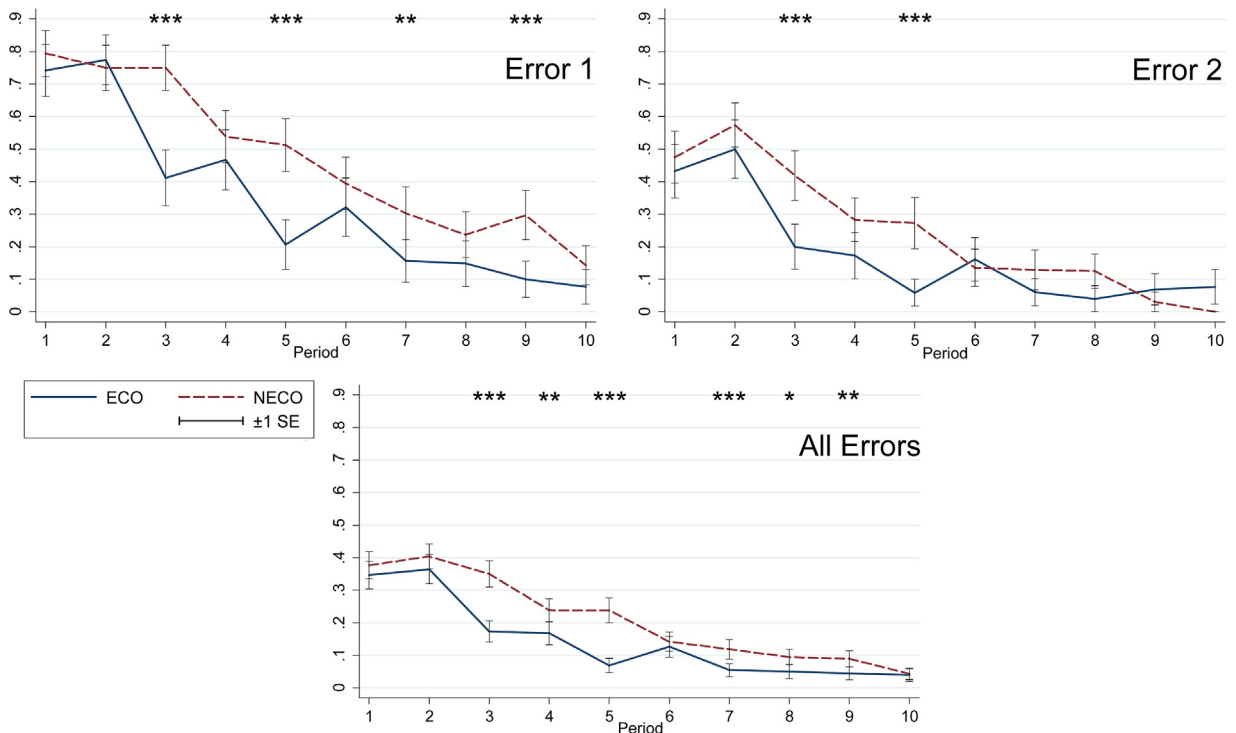 *** *** ** ***
Error 1
.9
.8
.7
.6
.5
.4
.3
.2
.1
0
1 2 3 4 5 6 7 8 9 10
Period
*** ***
Error 2
.9
.8
.7
.6
.5
.4
.3
.2
.1
0
1 2 3 4 5 6 7 8 9 10
Period
ECO NECO
±1 SE
*** ** *** *** * **
All Errors
.9
.8
.7
.6
.5
.4
.3
.2
.1
0
1 2 3 4 5 6 7 8 9 10
Period